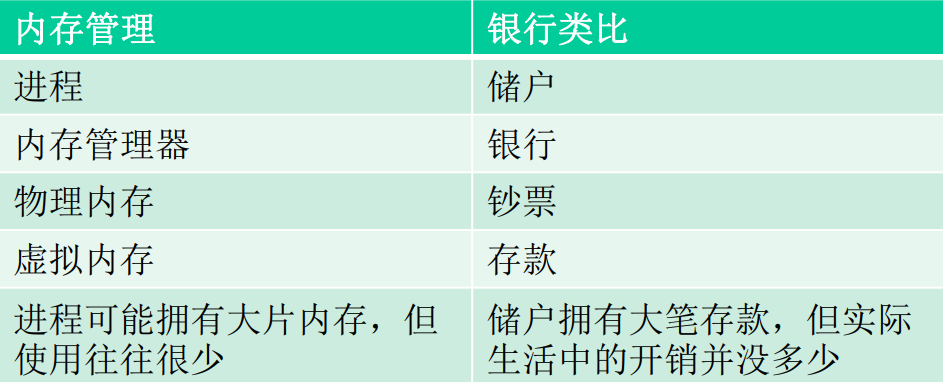 内存管理 银行类比
进程 储户
内存管理器 银行
物理内存 钞票
虚拟内存 存款
进程可能拥有大片内存，但 储户拥有大笔存款，但实际
使用往往很少 生活中的开销并没多少